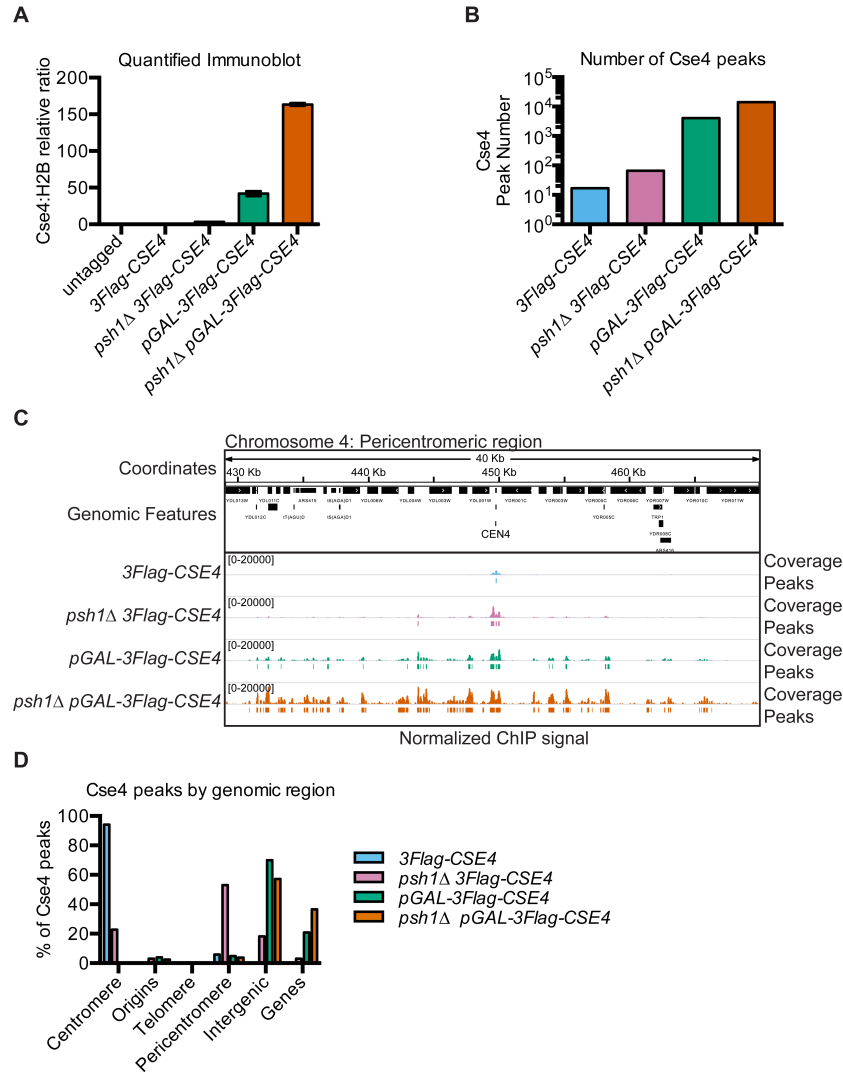 A
Quantified Immunoblot
Cse4:H2B relative ratio
200
150
100
50
0
untagged
3Flag-CSE4
psh1Δ 3Flag-CSE4
pGAL-3Flag-CSE4
psh1Δ pGAL-3Flag-CSE4
B
Number of Cse4 peaks
Cse4
Peak Number
10^5
10^4
10^3
10^2
10^1
10^0
3Flag-CSE4
psh1Δ 3Flag-CSE4
pGAL-3Flag-CSE4
psh1Δ pGAL-3Flag-CSE4
C
Chromosome 4: Pericentromeric region
40 Kb
Coordinates
430 Kb 440 Kb 450 Kb 460 Kb
Genomic Features
YDL011C ARS415 YDL001W YDR001C
YDL012C
CEN4
TRP1
3Flag-CSE4
[0-20000]
Coverage
Peaks
psh1Δ 3Flag-CSE4
[0-20000]
Coverage
Peaks
pGAL-3Flag-CSE4
[0-20000]
Coverage
Peaks
psh1Δ pGAL-3Flag-CSE4
[0-20000]
Coverage
Peaks
Normalized ChIP signal
D
Cse4 peaks by genomic region
% of Cse4 peaks
100
80
60
40
20
0
Centromere
Origins
Telomere
Pericentromere
Intergenic
Genes
3Flag-CSE4
psh1Δ 3Flag-CSE4
pGAL-3Flag-CSE4
psh1Δ pGAL-3Flag-CSE4